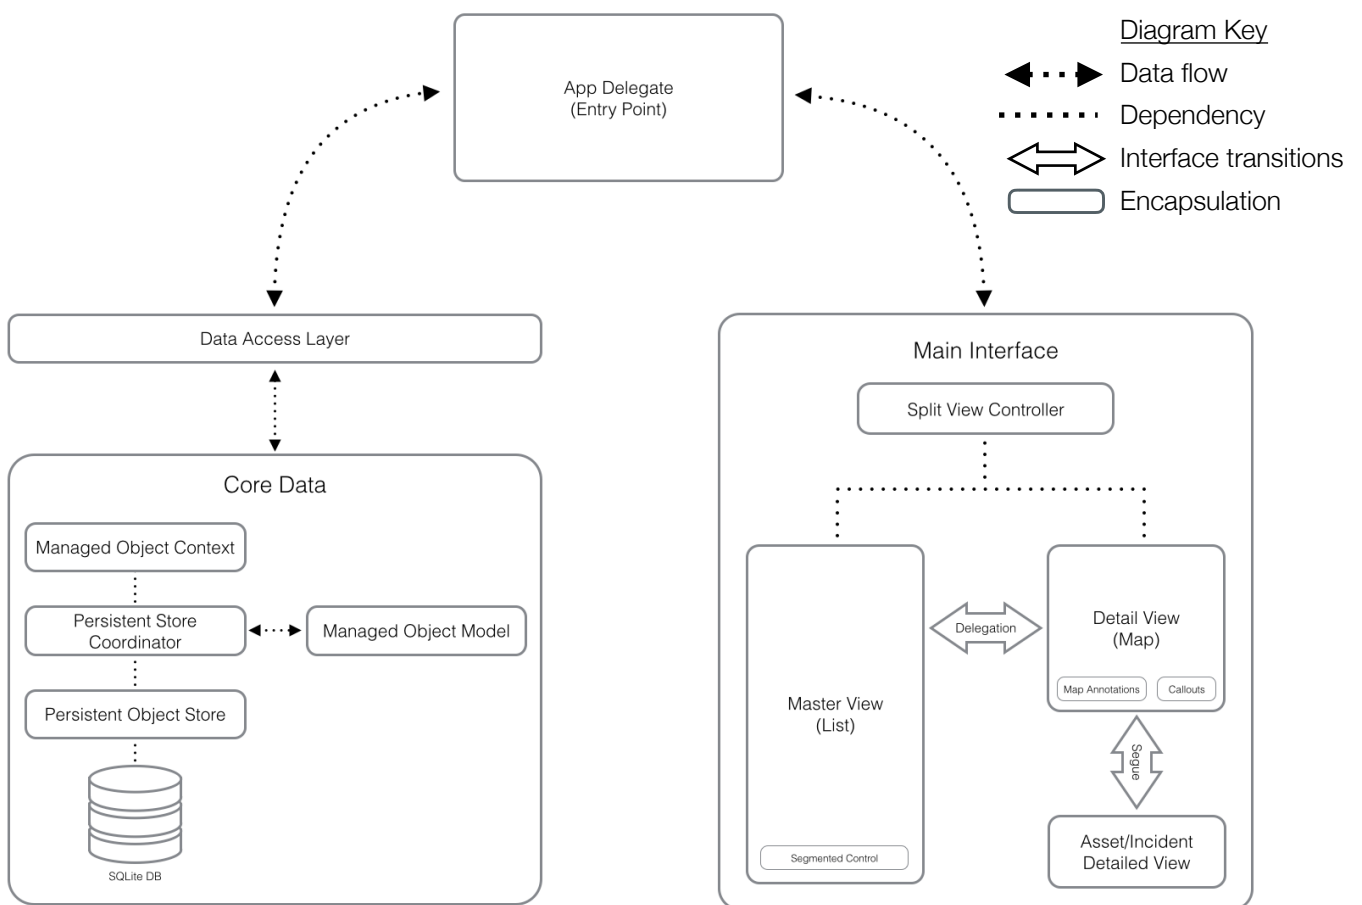 Diagram Key
Data flow
Dependency
Interface transitions
Encapsulation
App Delegate
(Entry Point)
Data Access Layer
Core Data
Managed Object Context
Persistent Store
Coordinator
Managed Object Model
Persistent Object Store
SQLite DB
Main Interface
Split View Controller
Master View
(List)
Segmented Control
Delegation
Detail View
(Map)
Map Annotations
Callouts
Segue
Asset/Incident
Detailed View